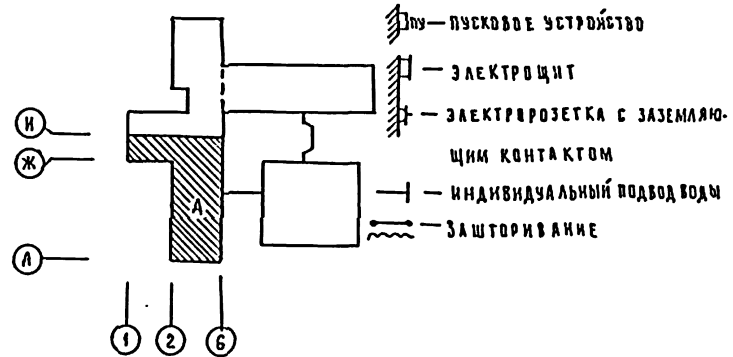 ПУ — ПУСКОВОЕ УСТРОЙСТВО
— ЭЛЕКТРОЩИТ
— ЭЛЕКТРОРОЗЕТКА С ЗАЗЕМЛЯЮ-
ЩИМ КОНТАКТОМ
— ИНДИВИДУАЛЬНЫЙ ПОДВОД ВОДЫ
— ЗАШТОРИВАНИЕ
И
Ж
А
Л
1 2 6